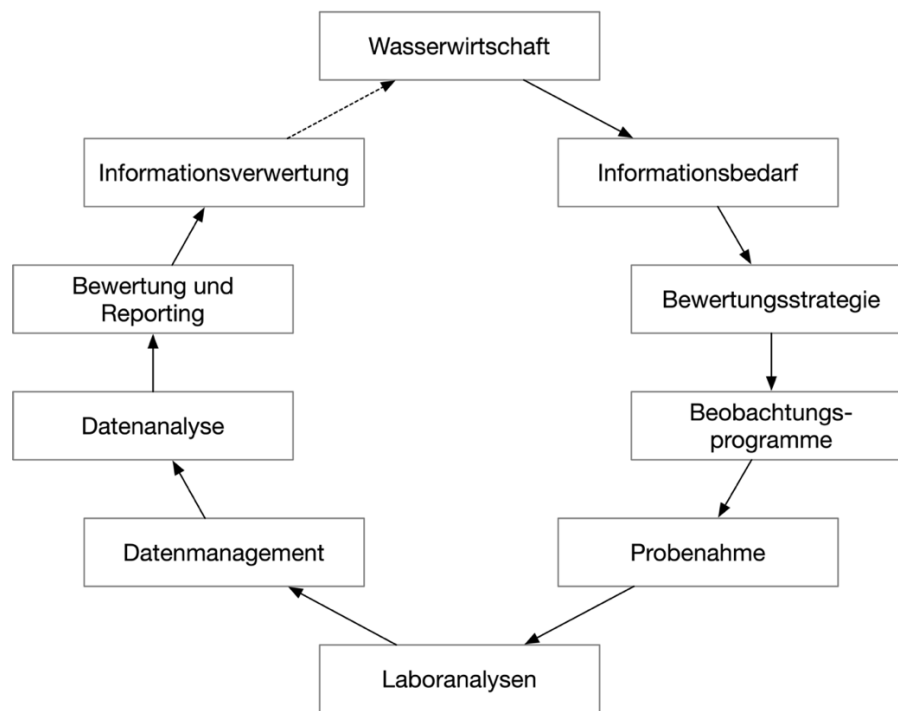 Wasserwirtschaft
Informationsbedarf
Bewertungsstrategie
Beobachtungs-
programme
Probenahme
Laboranalysen
Datenmanagement
Datenanalyse
Bewertung und
Reporting
Informationsverwertung